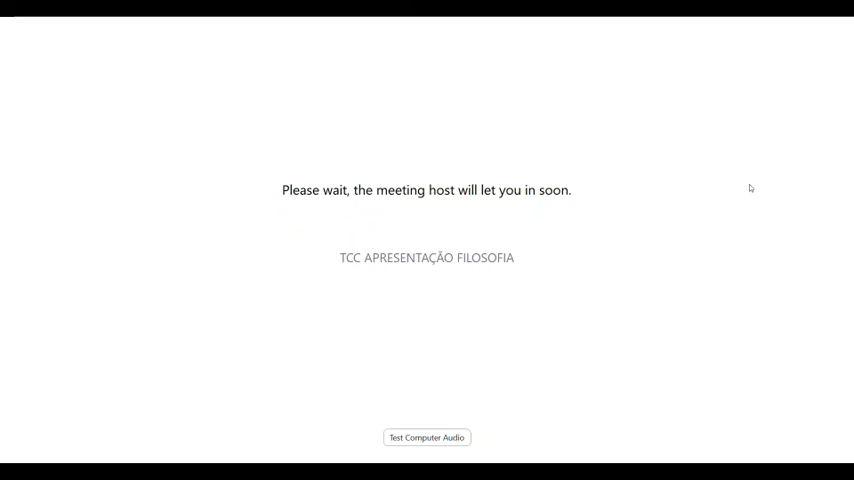 Please wait, the meeting host will let you in soon.
TCC APRESENTAÇÃO FILOSOFIA
Test Computer Audio